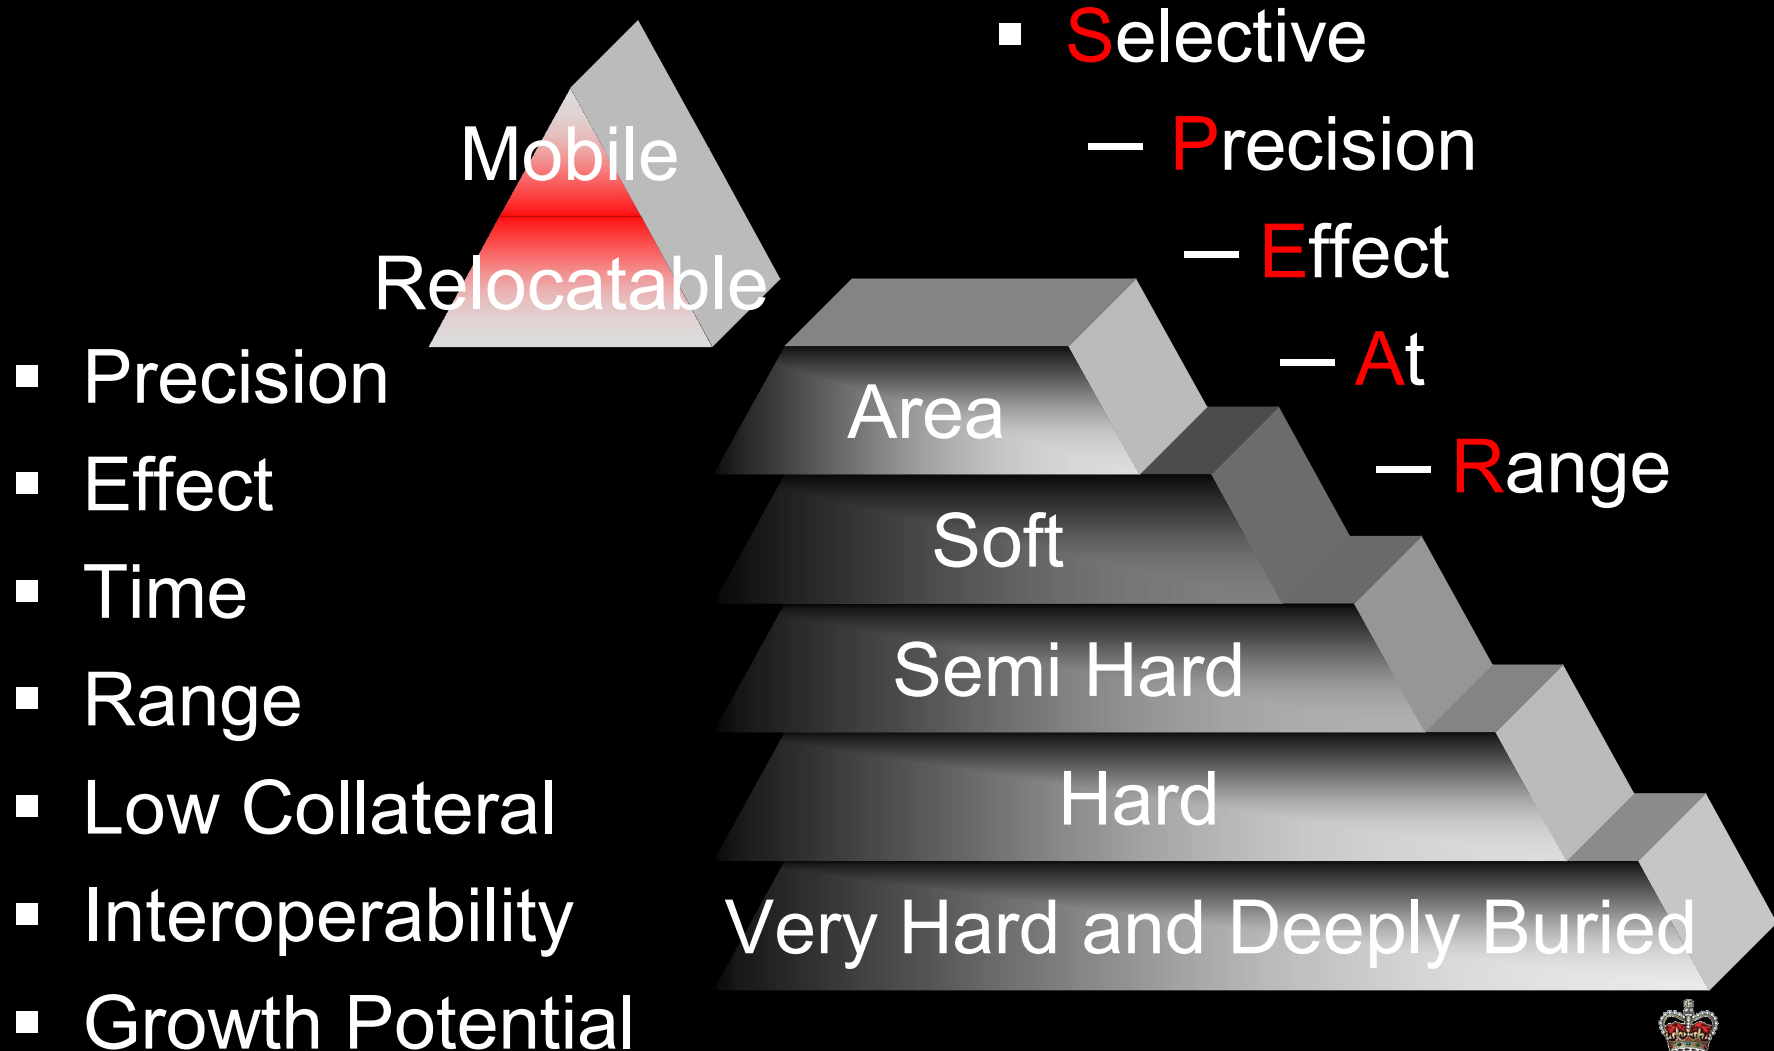 ▪ Selective
— Precision
— Effect
— At
— Range
Mobile
Relocatable
▪ Precision
▪ Effect
▪ Time
▪ Range
▪ Low Collateral
▪ Interoperability
▪ Growth Potential
Area
Soft
Semi Hard
Hard
Very Hard and Deeply Buried